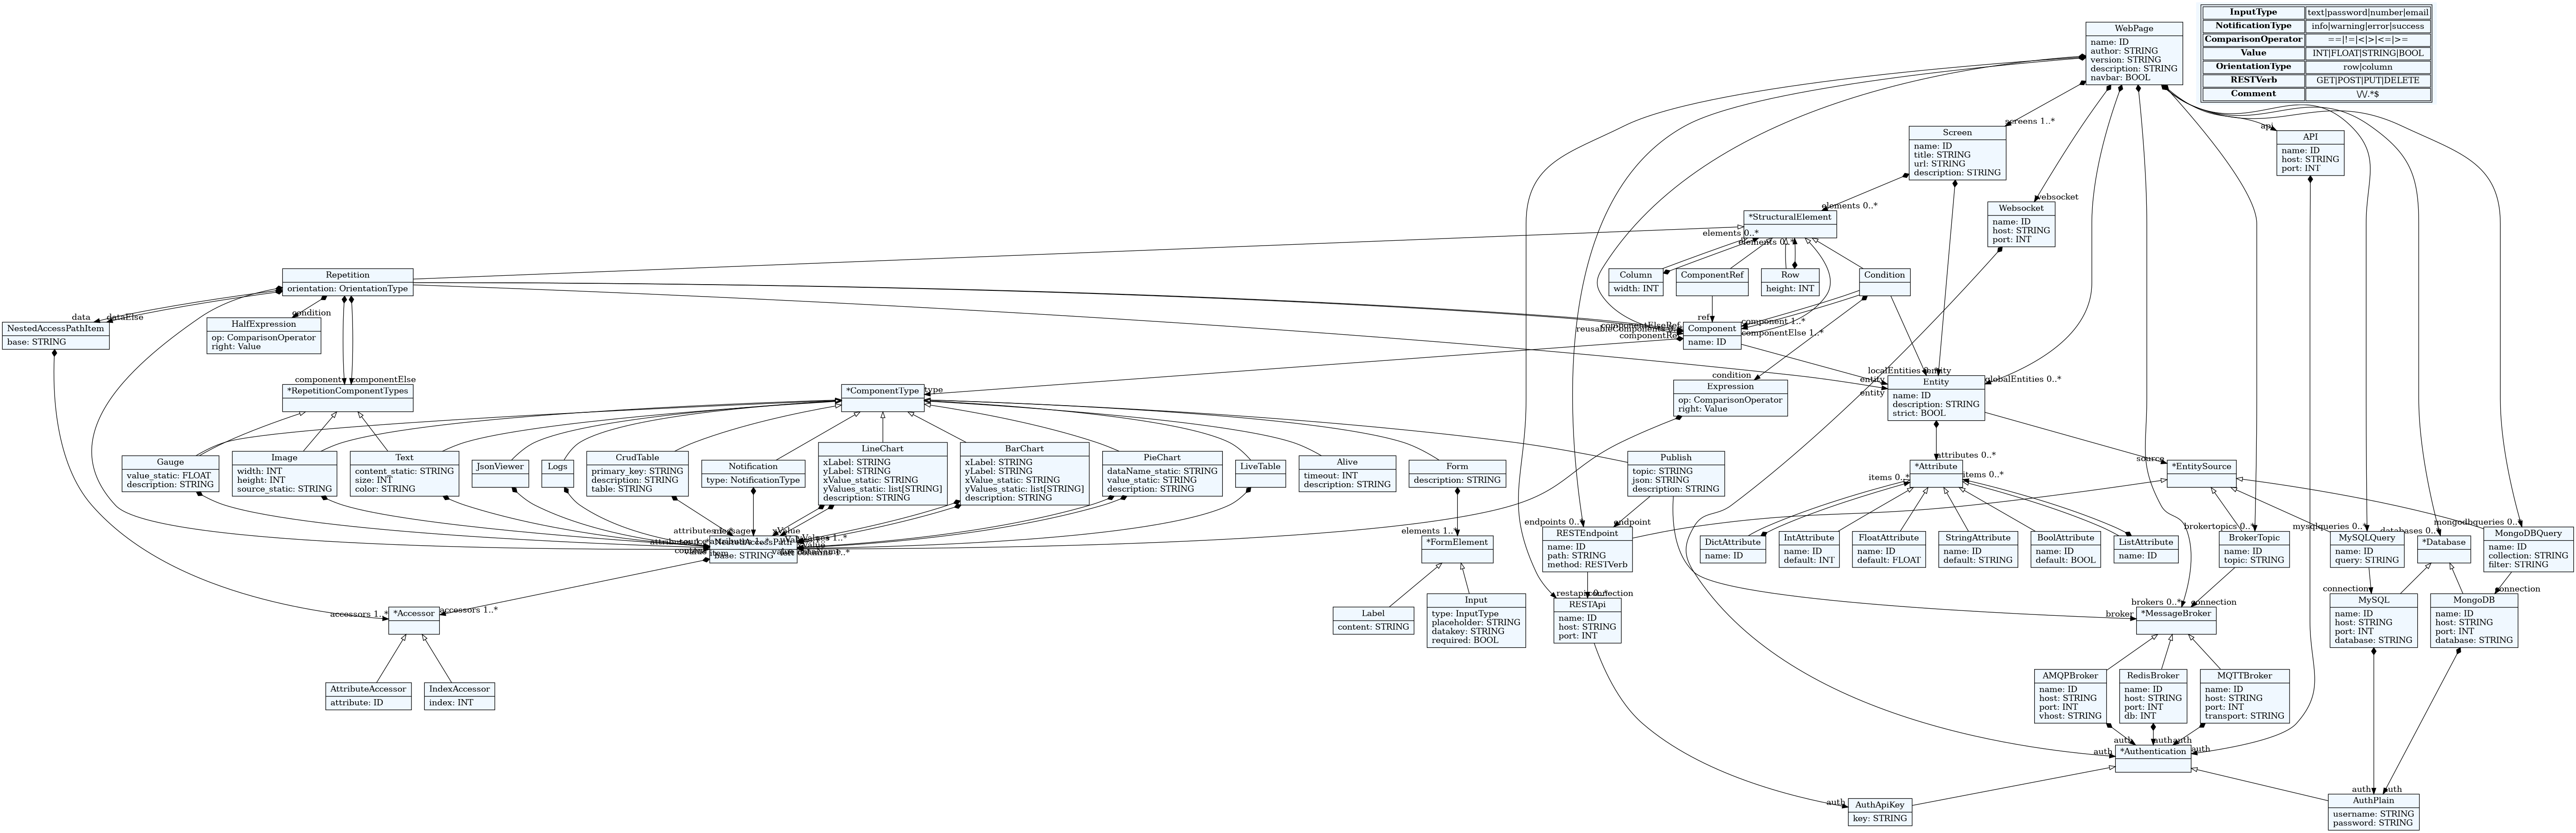 WebPage
name: ID
author: STRING
version: STRING
description: STRING
navbar: BOOL
InputType text|password|number|email
NotificationType info|warning|error|success
ComparisonOperator ==|!=|<|>|<=|>=
Value INT|FLOAT|STRING|BOOL
OrientationType row|column
RESTVerb GET|POST|PUT|DELETE
Comment \/\/.*$
screens 1..*
api
Screen
name: ID
title: STRING
url: STRING
description: STRING
API
name: ID
host: STRING
port: INT
elements 0..*
websocket
*StructuralElement
Websocket
name: ID
host: STRING
port: INT
elements 0..*
elements 0..*
Repetition
orientation: OrientationType
Column
width: INT
ComponentRef
Row
height: INT
Condition
data
dataElse
condition
ref
component 1..*
componentElseRef
componentElse 1..*
componentRef
NestedAccessPathItem
base: STRING
HalfExpression
op: ComparisonOperator
right: Value
Component
name: ID
component
componentElse
type
condition
entity
entity
globalEntities 0..*
*RepetitionComponentTypes
*ComponentType
Expression
op: ComparisonOperator
right: Value
Entity
name: ID
description: STRING
strict: BOOL
Gauge
value_static: FLOAT
description: STRING
Image
width: INT
height: INT
source_static: STRING
Text
content_static: STRING
size: INT
color: STRING
JsonViewer
Logs
CrudTable
primary_key: STRING
description: STRING
table: STRING
Notification
type: NotificationType
LineChart
xLabel: STRING
yLabel: STRING
xValue_static: STRING
yValues_static: list[STRING]
description: STRING
BarChart
xLabel: STRING
yLabel: STRING
xValue_static: STRING
yValues_static: list[STRING]
description: STRING
PieChart
dataName_static: STRING
value_static: STRING
description: STRING
LiveTable
Alive
timeout: INT
description: STRING
Form
description: STRING
Publish
topic: STRING
json: STRING
description: STRING
attributes 0..*
source
*Attribute
*EntitySource
items 0..*
items 0..*
elements 1..*
endpoints 0..*
endpoint
brokertopics 0..*
mysqlqueries 0..*
databases 0..*
mongodbqueries 0..*
NestedAccessPath
base: STRING
*FormElement
RESTEndpoint
name: ID
path: STRING
method: RESTVerb
DictAttribute
name: ID
IntAttribute
name: ID
default: INT
FloatAttribute
name: ID
default: FLOAT
StringAttribute
name: ID
default: STRING
BoolAttribute
name: ID
default: BOOL
ListAttribute
name: ID
BrokerTopic
name: ID
topic: STRING
MySQLQuery
name: ID
query: STRING
*Database
MongoDBQuery
name: ID
collection: STRING
filter: STRING
accessors 1..*
accessors 1..*
connection
brokers 0..*
connection
broker
connection
connection
*Accessor
Label
content: STRING
Input
type: InputType
placeholder: STRING
datakey: STRING
required: BOOL
RESTApi
name: ID
host: STRING
port: INT
*MessageBroker
MySQL
name: ID
host: STRING
port: INT
database: STRING
MongoDB
name: ID
host: STRING
port: INT
database: STRING
AttributeAccessor
attribute: ID
IndexAccessor
index: INT
AMQPBroker
name: ID
host: STRING
port: INT
vhost: STRING
RedisBroker
name: ID
host: STRING
port: INT
db: INT
MQTTBroker
name: ID
host: STRING
port: INT
transport: STRING
auth
auth
auth
auth
auth
*Authentication
auth
auth
auth
AuthApiKey
key: STRING
AuthPlain
username: STRING
password: STRING